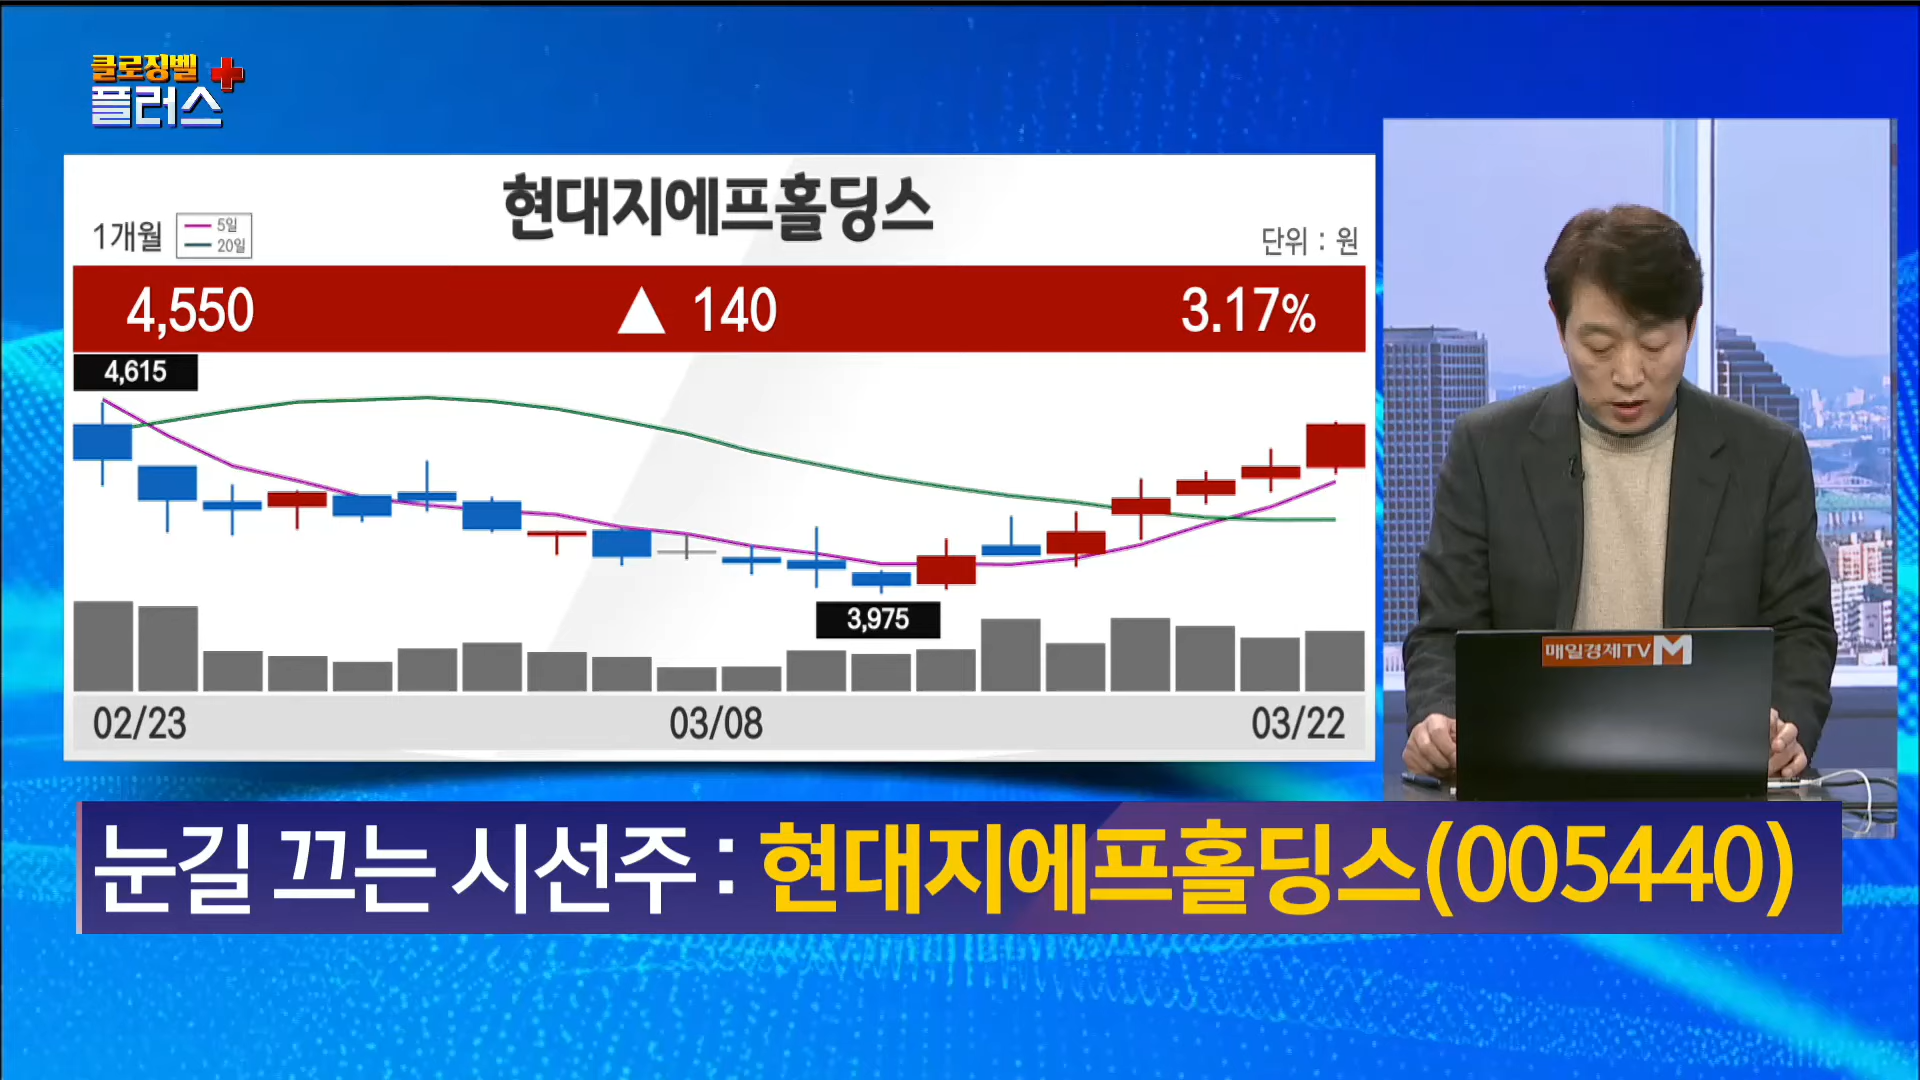 클로징벨
플러스
현대지에프홀딩스
1개월
5일
20일
단위 : 원
4,550 ▲ 140 3.17%
4,615
3,975
02/23 03/08 03/22
매일경제TV M
눈길 끄는 시선주 : 현대지에프홀딩스(005440)